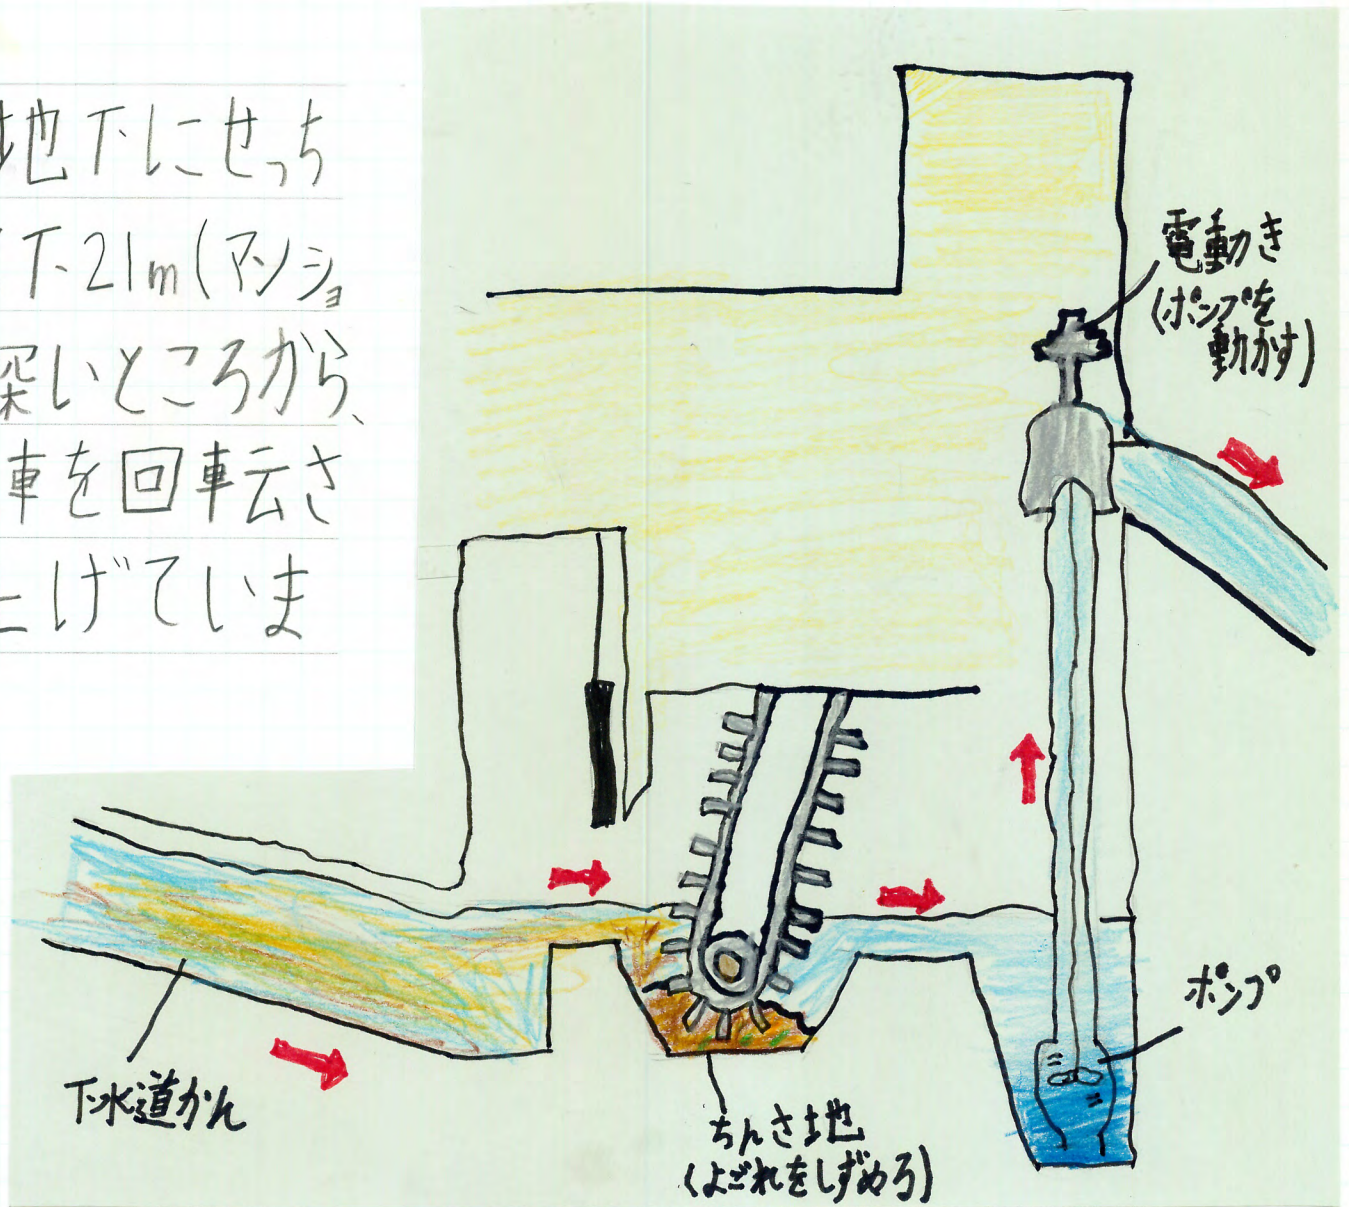 地下にせっち
下21m(マンショ
深いところから、
車を回転さ
上げていま
電動き
(ポンプを
動かす)
ポンプ
下水道かん
ちんさ地
(よごれをしずめる)